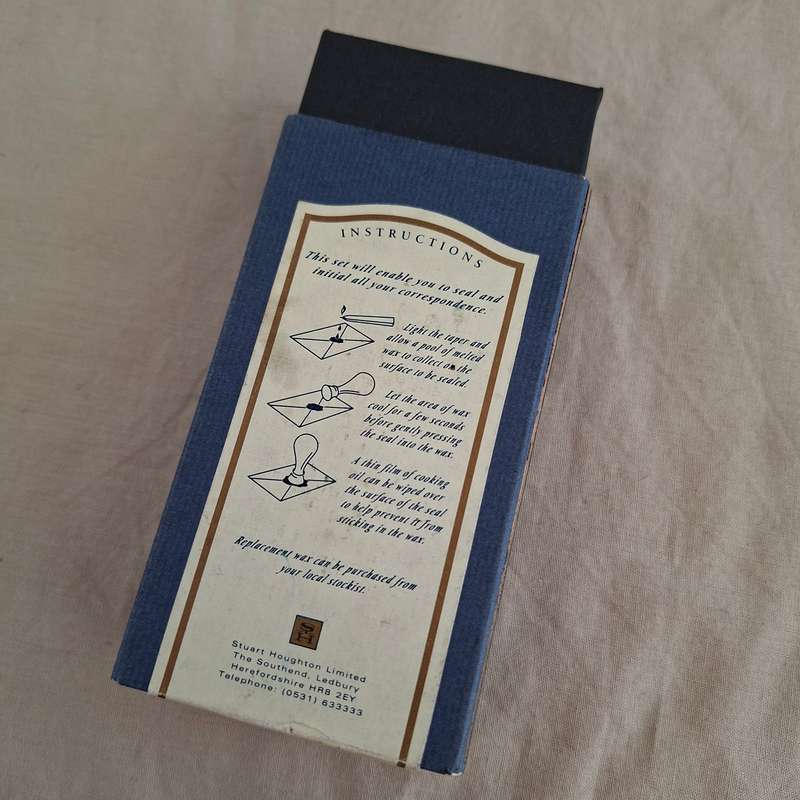 INSTRUCTIONS
This set will enable you to seal and
initial all your correspondence.
Light the taper and
allow a pool of melted
wax to collect on the
surface to be sealed.
Let the area of wax
cool for a few seconds
before gently pressing
the seal into the wax.
A thin film of cooking
oil can be wiped over
the surface of the seal
to help prevent it from
sticking in the wax.
Replacement wax can be purchased from
your local stockist.
Stuart Houghton Limited
The Southend, Ledbury
Herefordshire HR8 2EY
Telephone: (0531) 633333